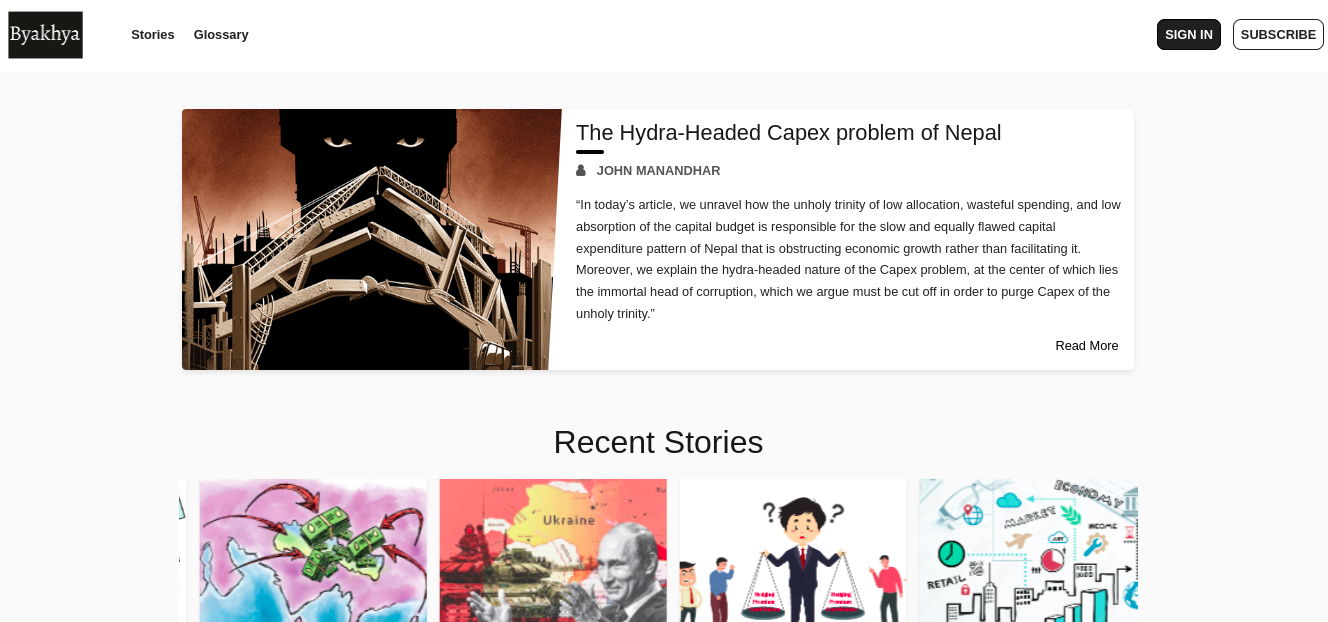 Byakhya
Stories
Glossary
SIGN IN
SUBSCRIBE
The Hydra-Headed Capex problem of Nepal
JOHN MANANDHAR
“In today’s article, we unravel how the unholy trinity of low allocation, wasteful spending, and low
absorption of the capital budget is responsible for the slow and equally flawed capital
expenditure pattern of Nepal that is obstructing economic growth rather than facilitating it.
Moreover, we explain the hydra-headed nature of the Capex problem, at the center of which lies
the immortal head of corruption, which we argue must be cut off in order to purge Capex of the
unholy trinity.”
Read More
Recent Stories
Ukraine
? ?
Hedging
Premium
Hedging
Premium
ECONOMY
MARKET
INCOME
RETAIL